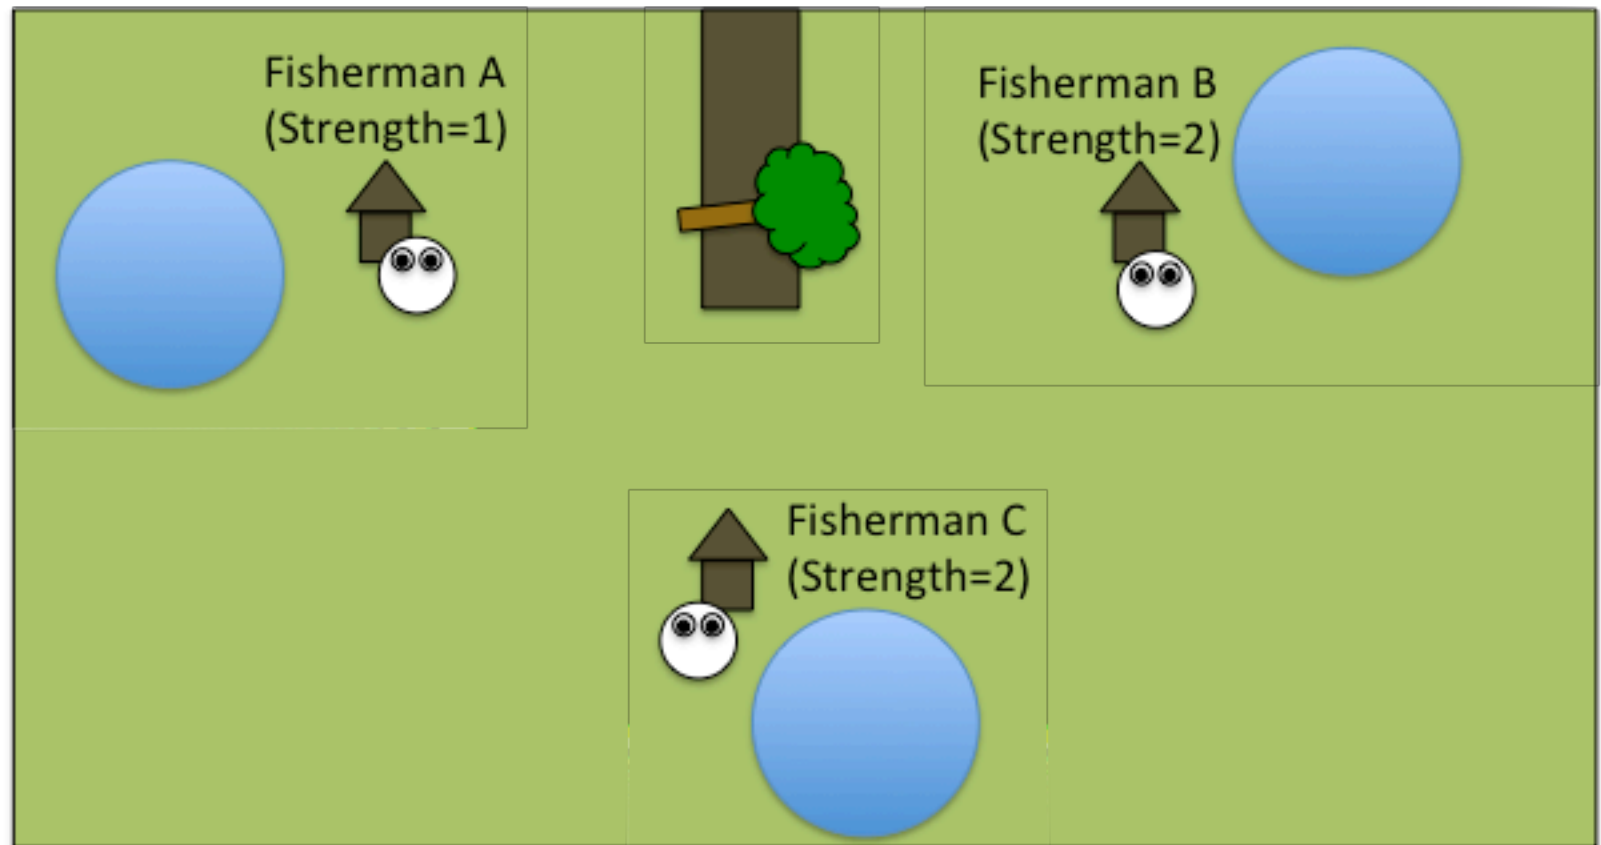 Fisherman A
(Strength=1)
Fisherman B
(Strength=2)
Fisherman C
(Strength=2)